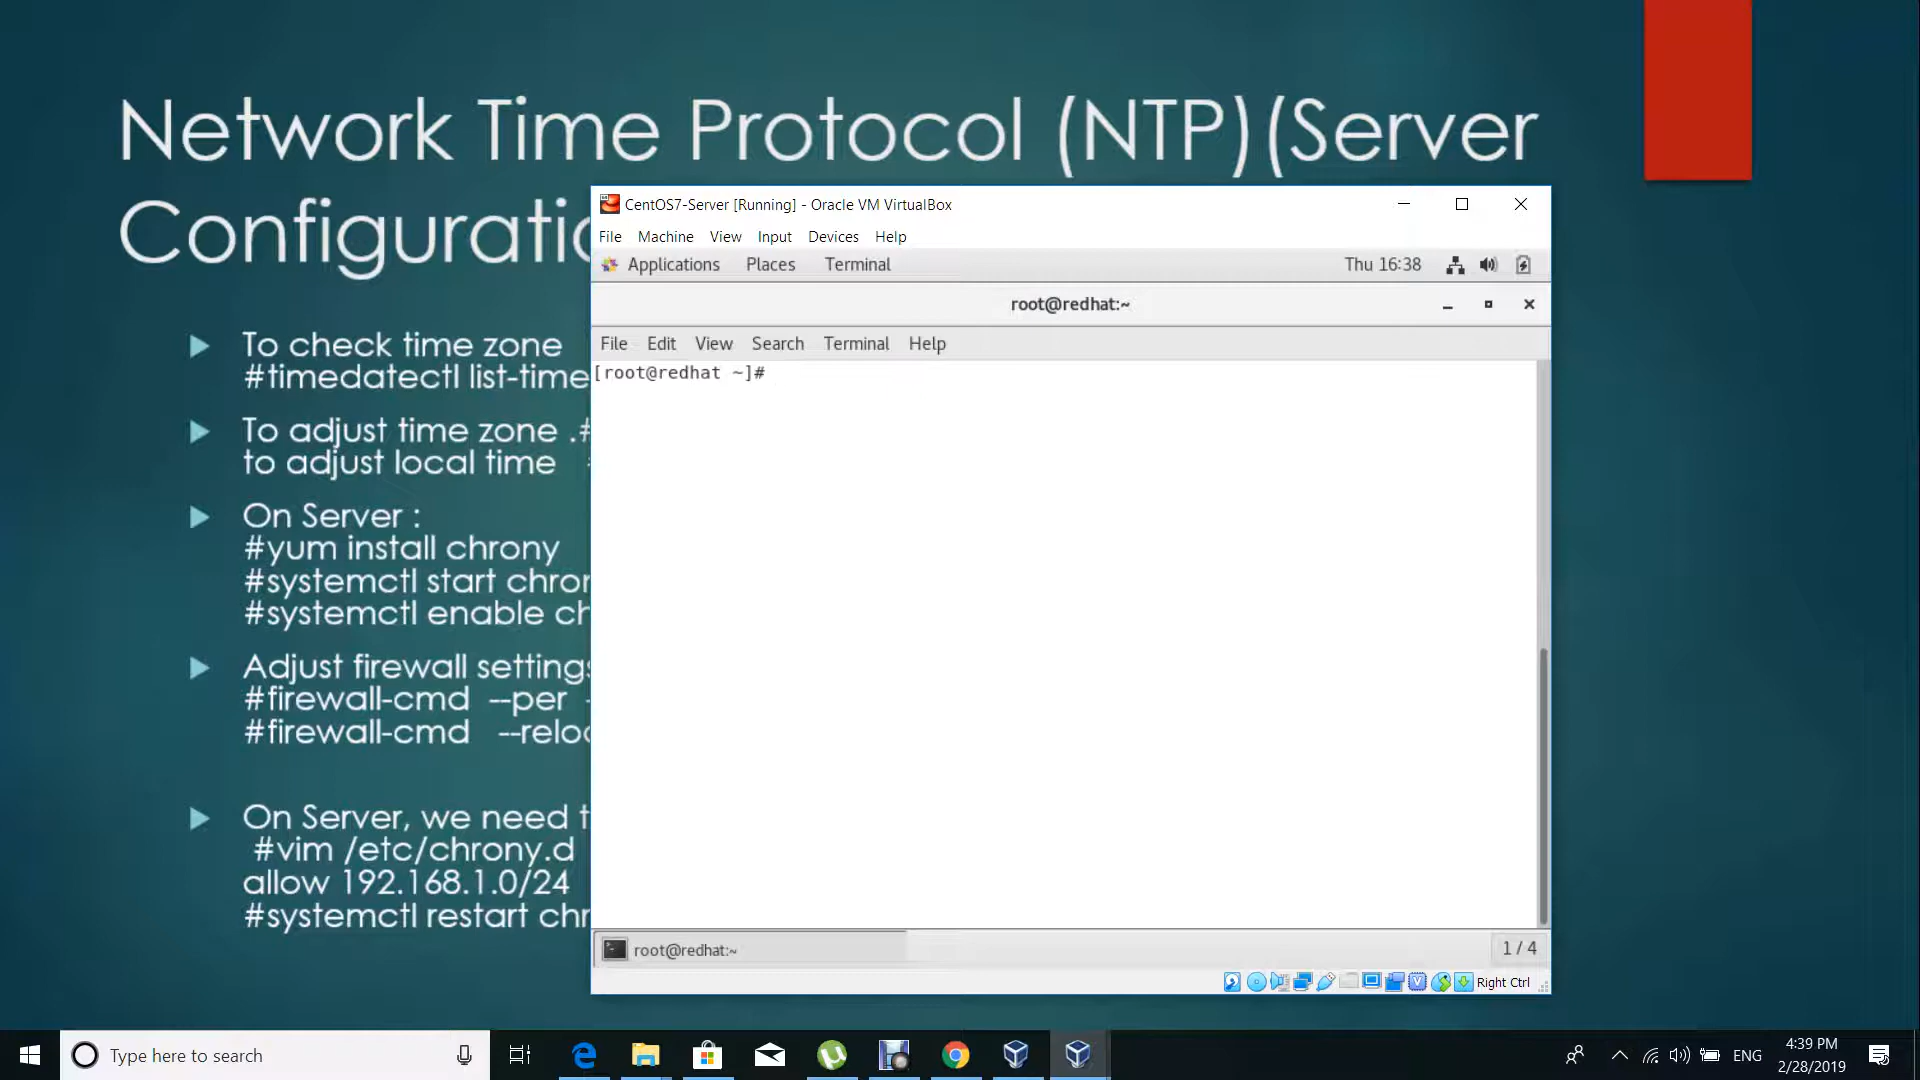 Network Time Protocol (NTP)(Server
Configuratio
To check time zone
#timedatectl list-time
To adjust time zone .#
to adjust local time
On Server :
#yum install chrony
#systemctl start chron
#systemctl enable ch
Adjust firewall settings
#firewall-cmd --per -
#firewall-cmd --reloa
On Server, we need t
#vim /etc/chrony.d
allow 192.168.1.0/24
#systemctl restart chr
CentOS7-Server [Running] - Oracle VM VirtualBox
File Machine View Input Devices Help
Applications Places Terminal Thu 16:38
root@redhat:~
File Edit View Search Terminal Help
[root@redhat ~]#
root@redhat:~ 1 / 4
Right Ctrl
Type here to search
ENG
4:39 PM
2/28/2019